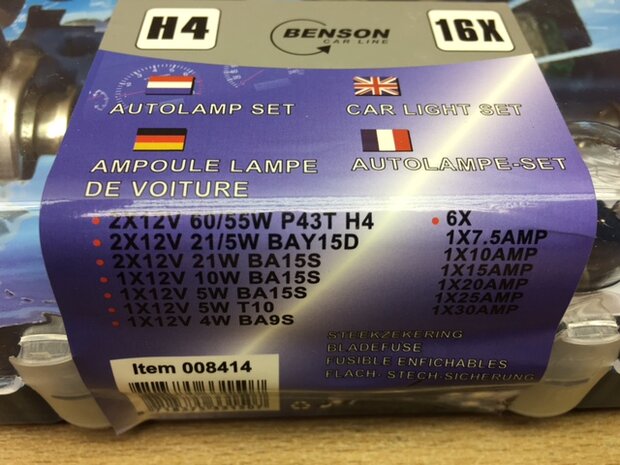 H4
BENSON
CAR LINE
16X
AUTOLAMP SET
CAR LIGHT SET
AMPOULE LAMPE
DE VOITURE
AUTOLAMPE-SET
• 2X12V 60/55W P43T H4
• 2X12V 21/5W BAY15D
• 2X12V 21W BA15S
• 1X12V 10W BA15S
• 1X12V 5W BA15S
• 1X12V 5W T10
• 1X12V 4W BA9S
• 6X
1X7.5AMP
1X10AMP
1X15AMP
1X20AMP
1X25AMP
1X30AMP
STEEKZEKERING
BLADEFUSE
FUSIBLE ENFICHABLES
FLACH- STECH-SICHERUNG
Item 008414